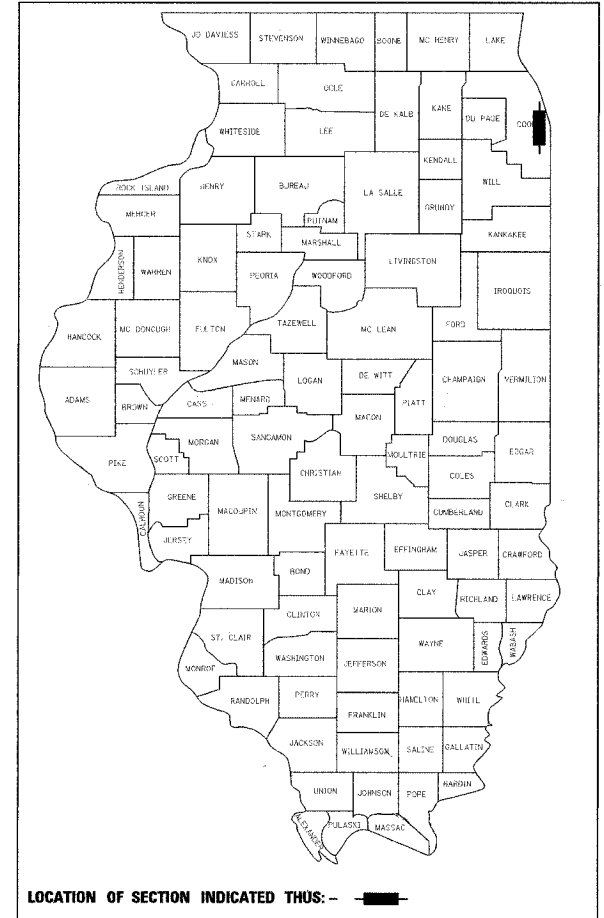 JO DAVIESS STEVENSON WINNEBAGO BOONE MC HENRY LAKE
CARROLL OGLE DE KALB KANE DU PAGE COOK
WHITESIDE LEE
KENDALL WILL
ROCK ISLAND HENRY BUREAU LA SALLE GRUNDY
MERCER PUTNAM KANKAKEE
STARK MARSHALL
HENDERSON WARREN KNOX PEORIA WOODFORD LIVINGSTON IROQUOIS
HANCOCK MC DONOUGH FULTON TAZEWELL MC LEAN FORD
SCHUYLER MASON
ADAMS BROWN CASS MENARD LOGAN DE WITT PIATT CHAMPAIGN VERMILION
MACON
MORGAN SANGAMON DOUGLAS EDGAR
PIKE SCOTT CHRISTIAN MOULTRIE COLES
SHELBY
GREENE MACOUPIN MONTGOMERY CUMBERLAND CLARK
CALHOUN JERSEY
FAYETTE EFFINGHAM JASPER CRAWFORD
MADISON BOND
CLAY RICHLAND LAWRENCE
CLINTON MARION
ST. CLAIR WAYNE EDWARDS WABASH
MONROE WASHINGTON JEFFERSON
RANDOLPH PERRY HAMILTON WHITE
FRANKLIN
JACKSON WILLIAMSON SALINE GALLATIN
UNION JOHNSON POPE HARDIN
ALEXANDER PULASKI MASSAC
LOCATION OF SECTION INDICATED THUS: -